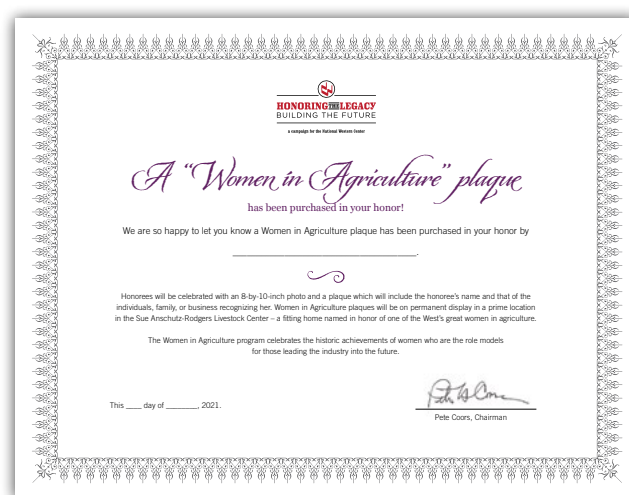 HONORING THE LEGACY
BUILDING THE FUTURE
a campaign for the National Western Center
A “Women in Agriculture” plaque
has been purchased in your honor!
We are so happy to let you know a Women in Agriculture plaque has been purchased in your honor by
____________________________________.
Honorees will be celebrated with an 8-by-10-inch photo and a plaque which will include the honoree’s name and that of the
individuals, family, or business recognizing her. Women in Agriculture plaques will be on permanent display in a prime location
in the Sue Anschutz-Rodgers Livestock Center – a fitting home named in honor of one of the West’s great women in agriculture.
The Women in Agriculture program celebrates the historic achievements of women who are the role models
for those leading the industry into the future.
This ____ day of ________, 2021.
Pete Coors, Chairman